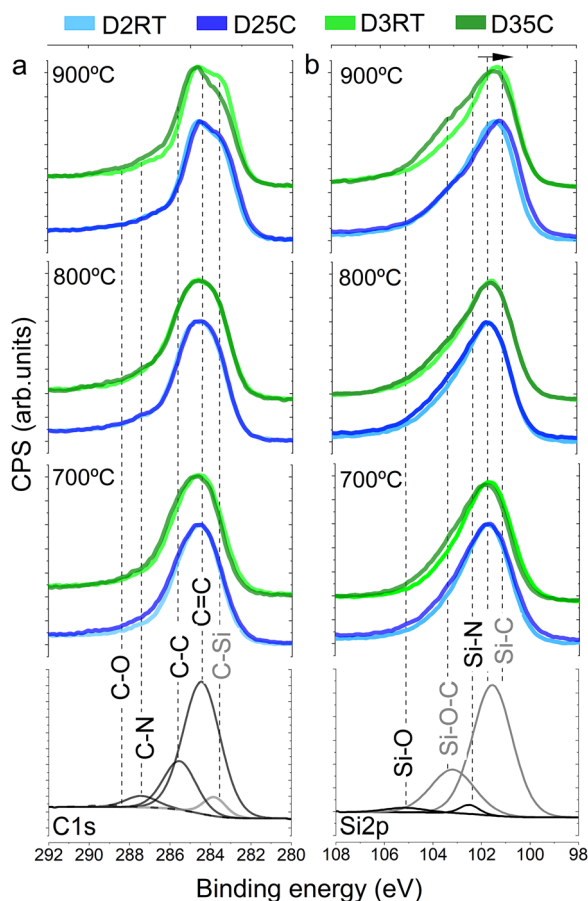 D2RT D25C D3RT D35C
a
900ºC
800ºC
700ºC
C-O
C-N
C-C
C=C
C-Si
C1s
292 290 288 286 284 282 280
b
900ºC
800ºC
700ºC
Si-O
Si-O-C
Si-N
Si-C
Si2p
108 106 104 102 100 98
CPS (arb.units)
Binding energy (eV)